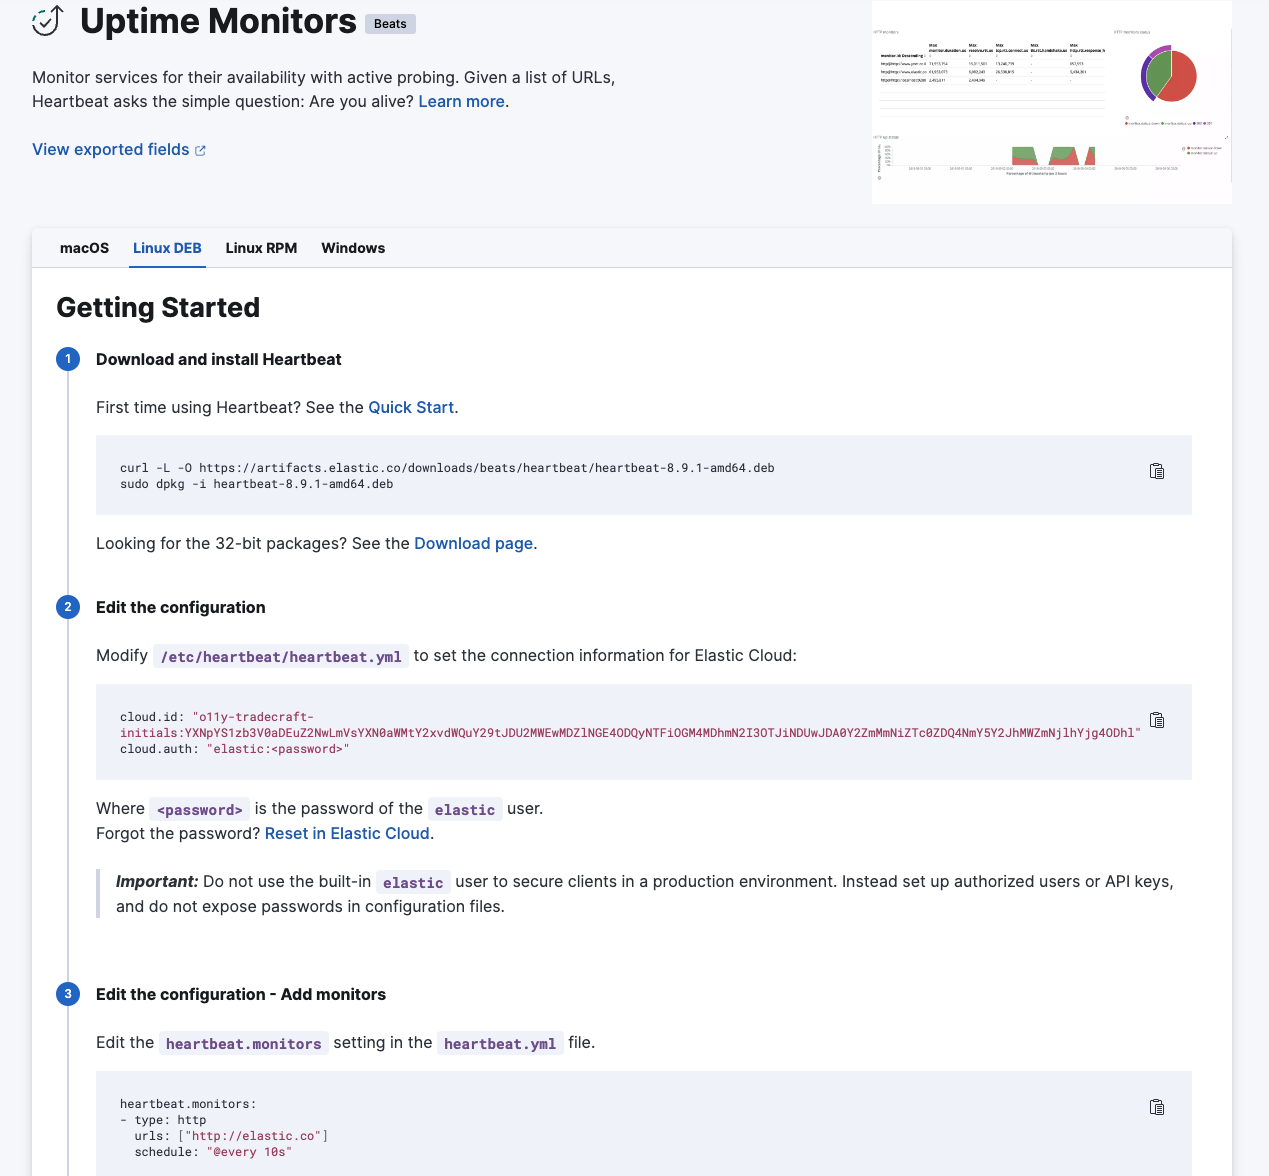 Uptime Monitors Beats
Monitor services for their availability with active probing. Given a list of URLs,
Heartbeat asks the simple question: Are you alive? Learn more.
View exported fields
HTTP monitors
HTTP monitors status
macOS Linux DEB Linux RPM Windows
Getting Started
1 Download and install Heartbeat
First time using Heartbeat? See the Quick Start.
curl -L -O https://artifacts.elastic.co/downloads/beats/heartbeat/heartbeat-8.9.1-amd64.deb
sudo dpkg -i heartbeat-8.9.1-amd64.deb
Looking for the 32-bit packages? See the Download page.
2 Edit the configuration
Modify /etc/heartbeat/heartbeat.yml to set the connection information for Elastic Cloud:
cloud.id: "o11y-tradecraft-
initials:YXNpYS1zb3V0aDEuZ2NwLmVsYXN0aWMtY2xvdWQuY29tJDU2MWEwMDZlNGE4ODQyNTFiOGM4MDhmN2I3OTJiNDUwJDA0Y2ZmMmNiZTc0ZDQ4NmY5Y2JhMWZmNjlhYjg4ODhl"
cloud.auth: "elastic:<password>"
Where <password> is the password of the elastic user.
Forgot the password? Reset in Elastic Cloud.
Important: Do not use the built-in elastic user to secure clients in a production environment. Instead set up authorized users or API keys,
and do not expose passwords in configuration files.
3 Edit the configuration - Add monitors
Edit the heartbeat.monitors setting in the heartbeat.yml file.
heartbeat.monitors:
- type: http
urls: ["http://elastic.co"]
schedule: "@every 10s"